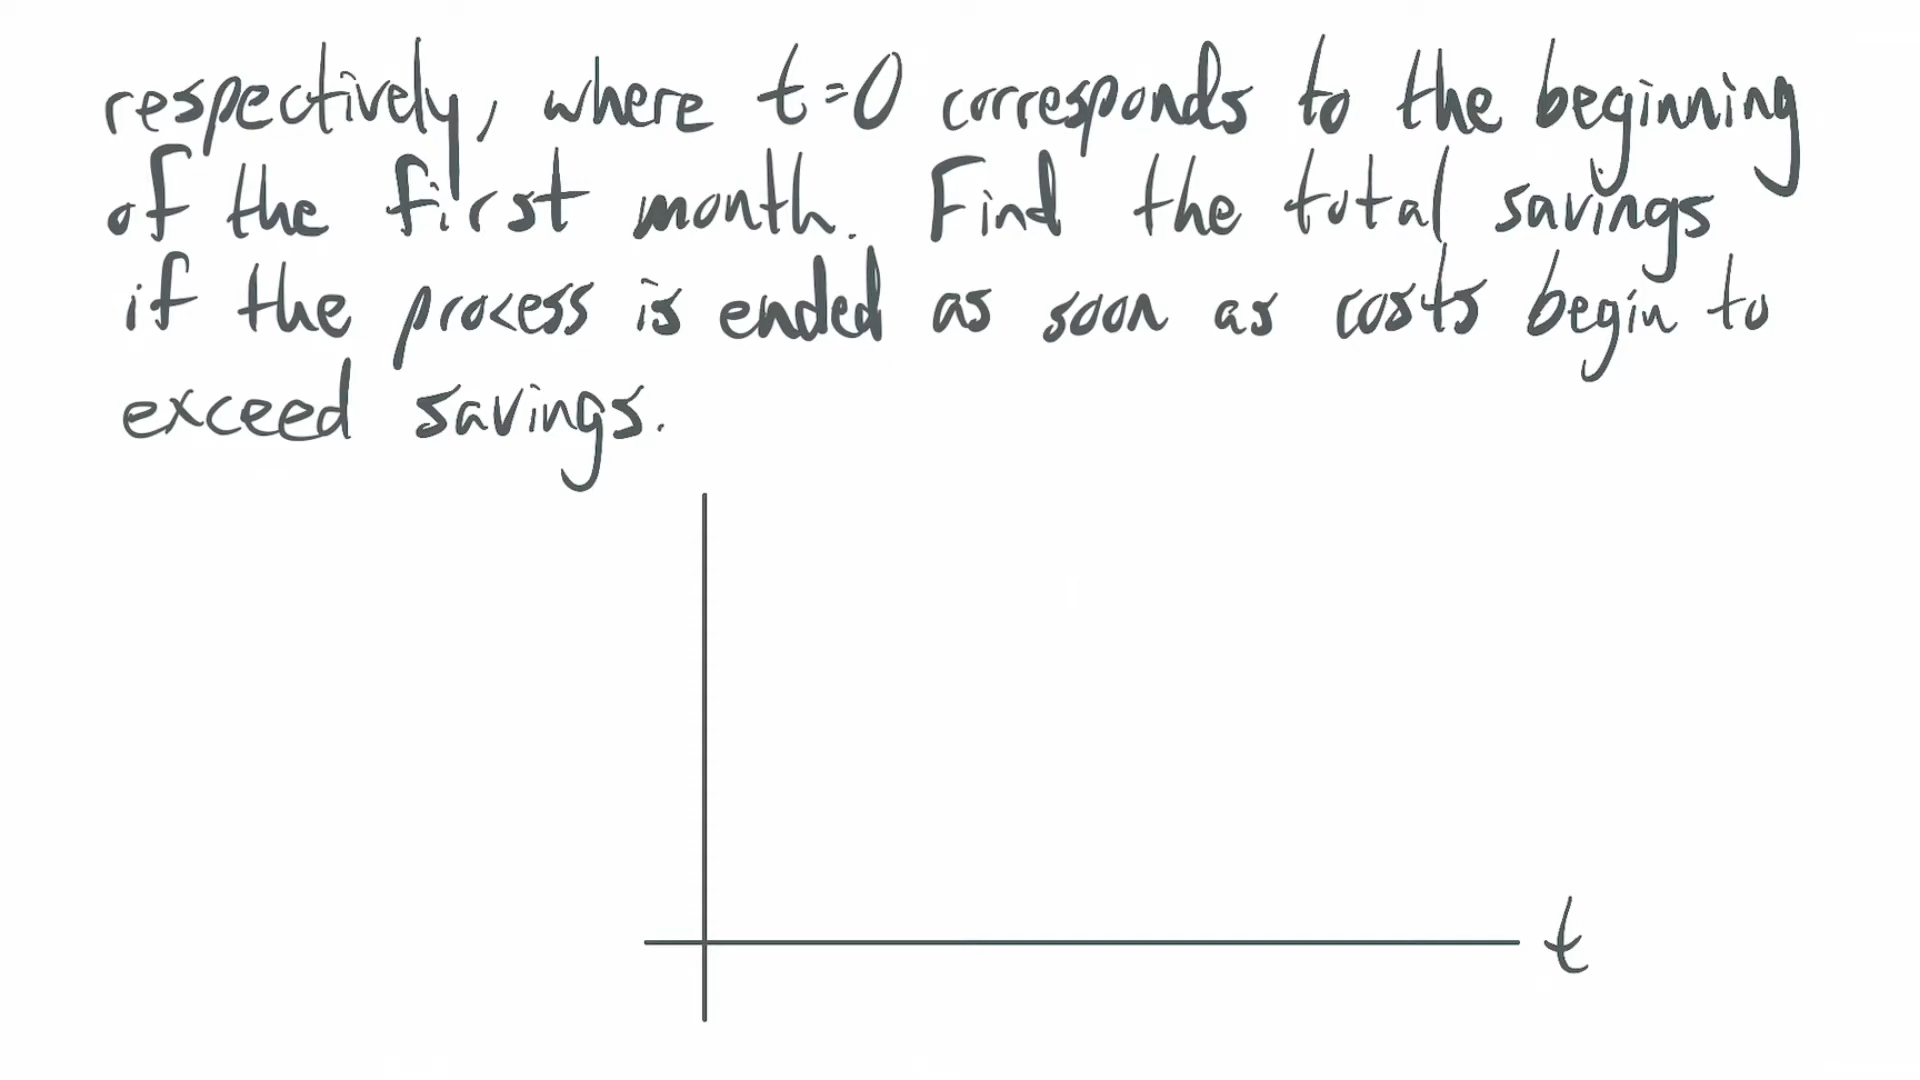 respectively, where t=0 corresponds to the beginning
of the first month. Find the total savings
if the process is ended as soon as costs begin to
exceed savings.
t